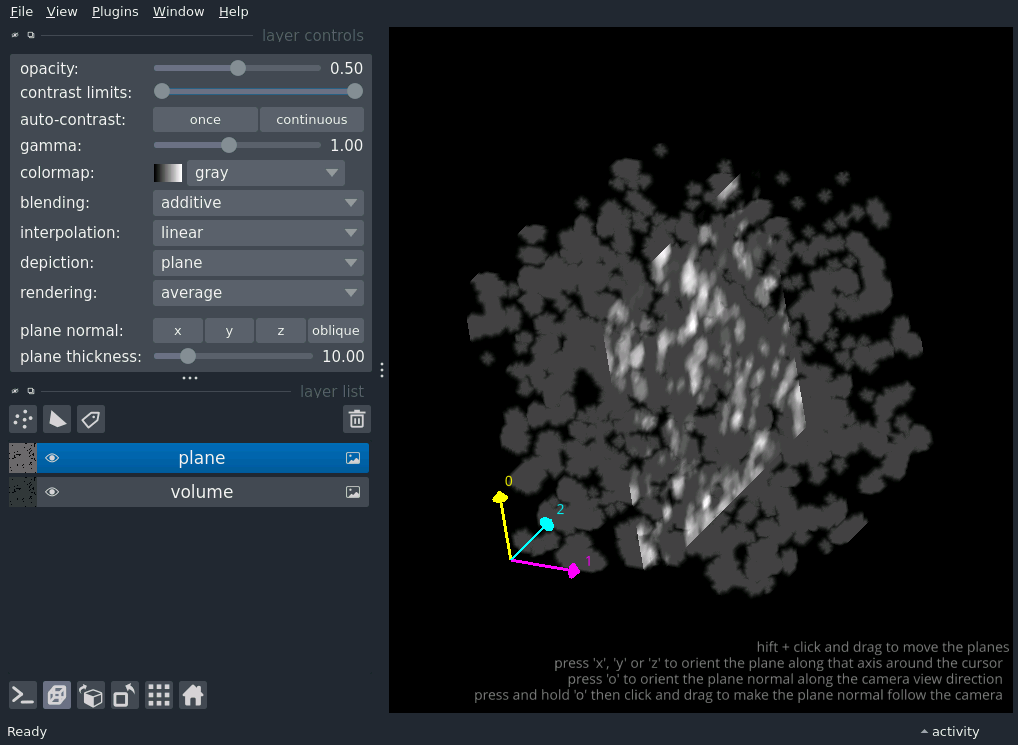 File View Plugins Window Help
layer controls
opacity: 0.50
contrast limits:
auto-contrast: once continuous
gamma: 1.00
colormap: gray
blending: additive
interpolation: linear
depiction: plane
rendering: average
plane normal: x y z oblique
plane thickness: 10.00
layer list
plane
volume
0
2
1
hift + click and drag to move the planes
press 'x', 'y' or 'z' to orient the plane along that axis around the cursor
press 'o' to orient the plane normal along the camera view direction
press and hold 'o' then click and drag to make the plane normal follow the camera
Ready
activity